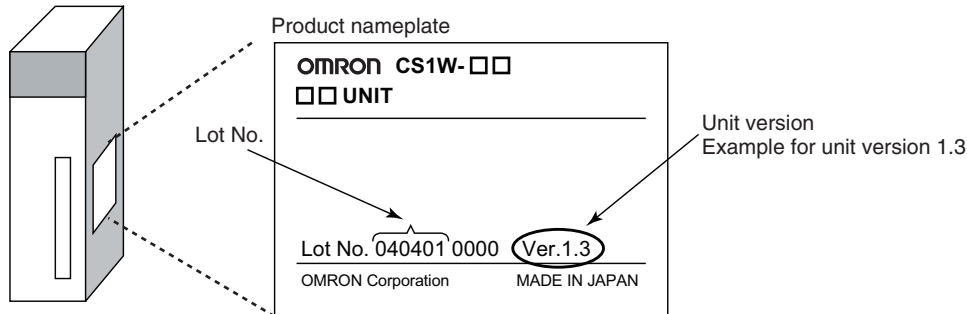 Product nameplate
OMRON CS1W-□□
□□ UNIT
Lot No.
Unit version
Example for unit version 1.3
Lot No. 040401 0000 Ver.1.3
OMRON Corporation MADE IN JAPAN